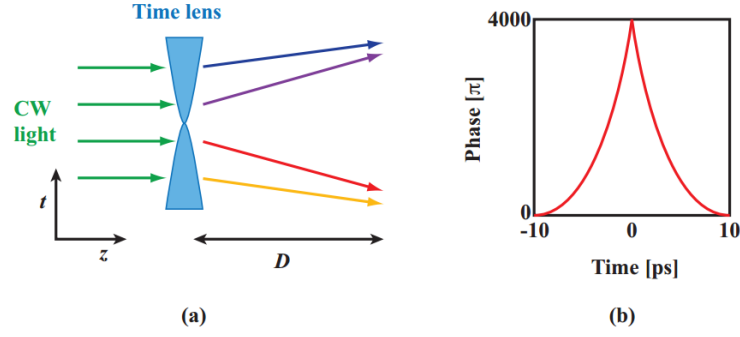 Time lens
CW
light
t
z
D
(a)
4000
Phase [π]
0
-10
0
10
Time [ps]
(b)